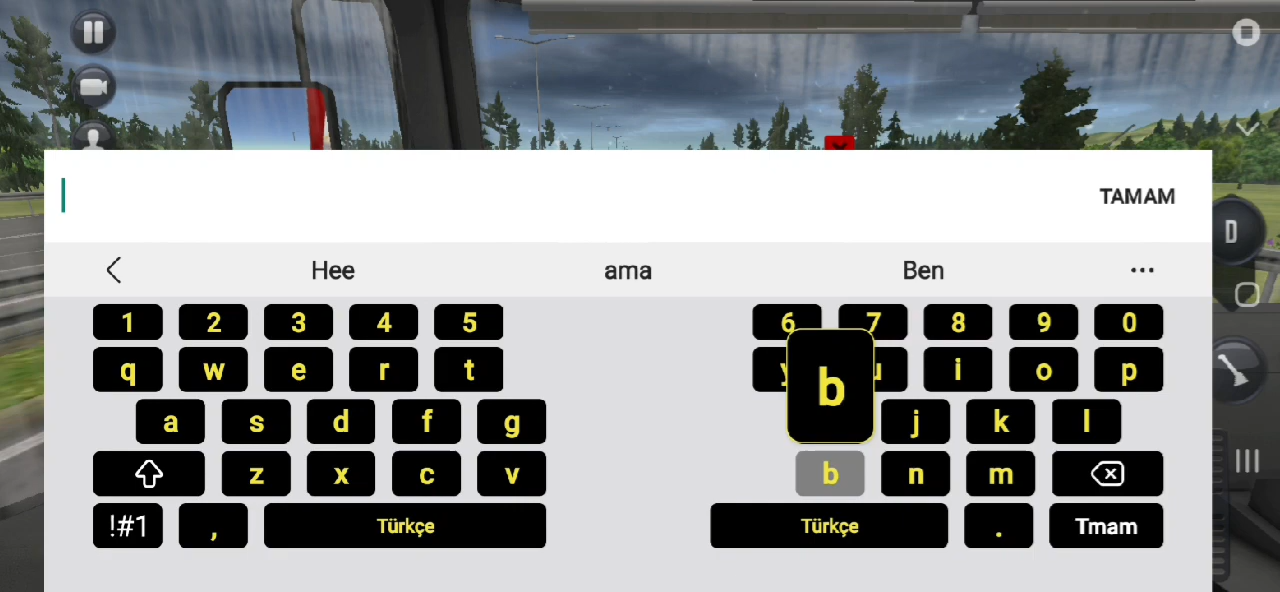 TAMAM
Hee ama Ben ...
1 2 3 4 5 6 7 8 9 0
q w e r t y u i o p
a s d f g b j k l
z x c v b n m
!#1 , Türkçe Türkçe . Tmam
D